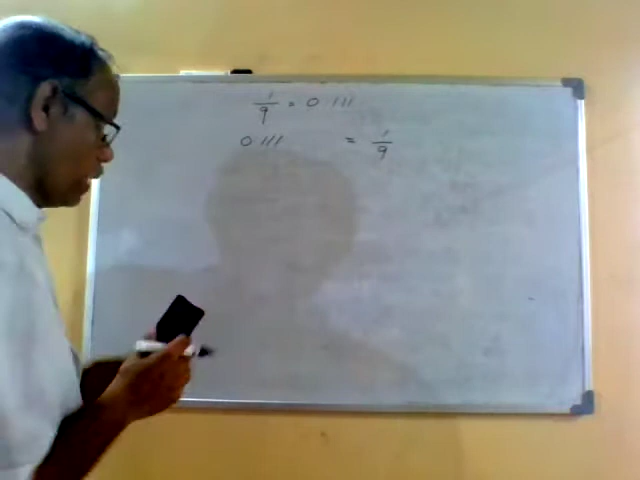 1/9 = 0.111
0.111 = 1/9